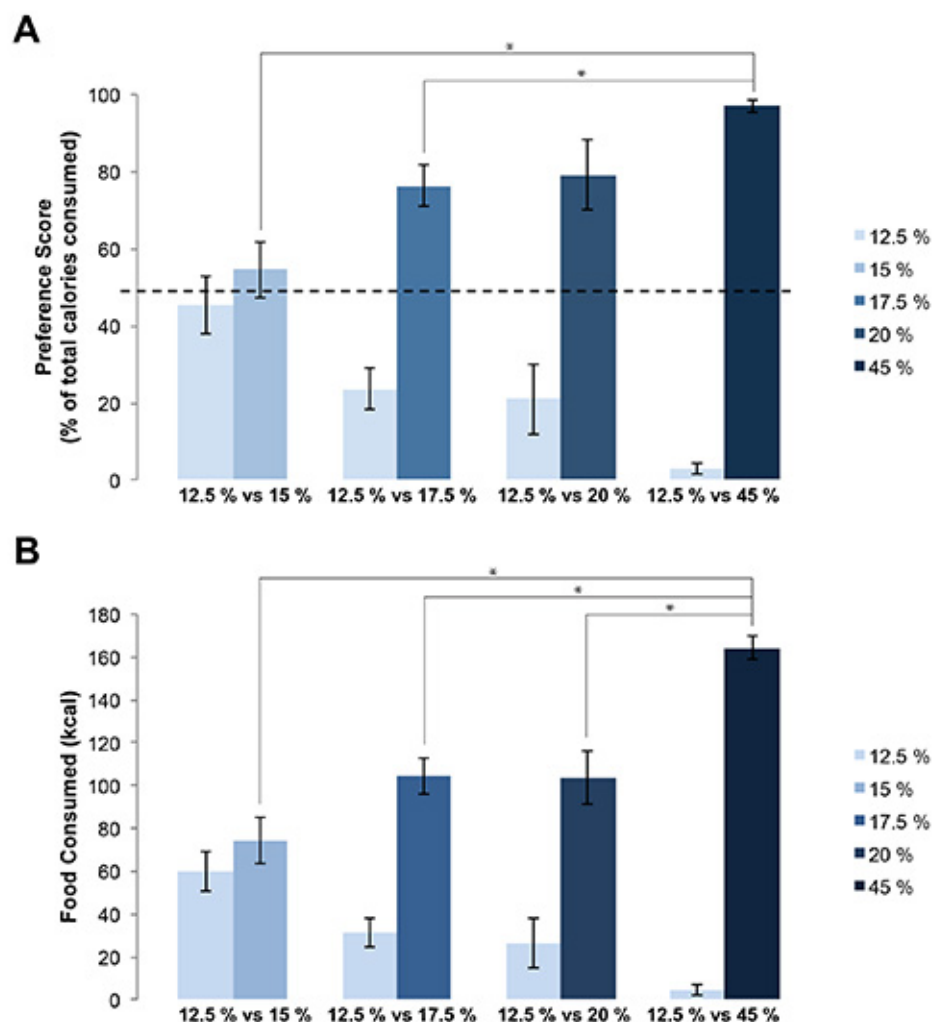 A
*
*
Preference Score
(% of total calories consumed)
100
80
60
40
20
0
12.5 % vs 15 %
12.5 % vs 17.5 %
12.5 % vs 20 %
12.5 % vs 45 %
12.5 %
15 %
17.5 %
20 %
45 %
B
*
*
*
Food Consumed (kcal)
180
160
140
120
100
80
60
40
20
0
12.5 % vs 15 %
12.5 % vs 17.5 %
12.5 % vs 20 %
12.5 % vs 45 %
12.5 %
15 %
17.5 %
20 %
45 %